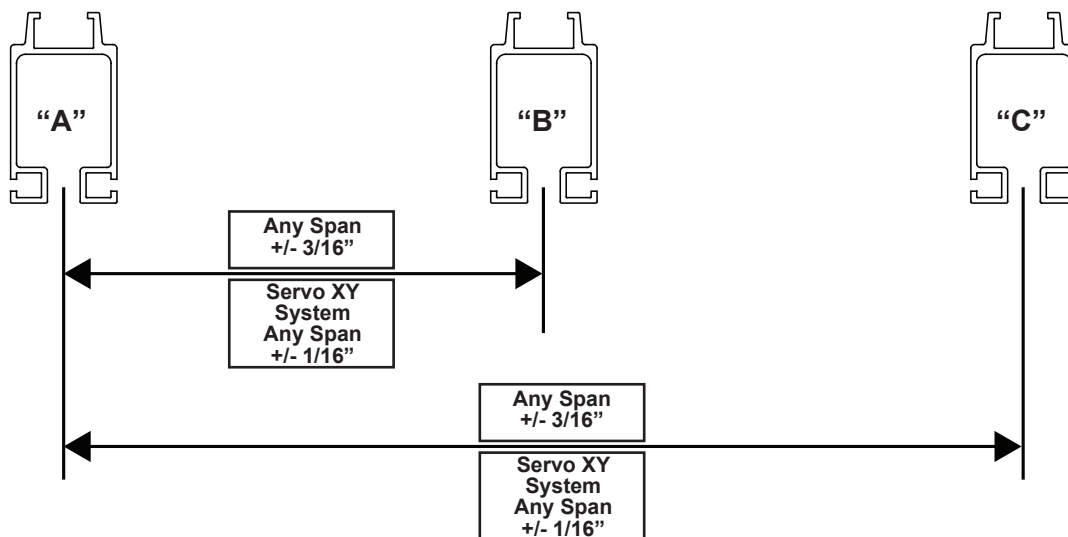 “A”
“B”
“C”
Any Span
+/- 3/16”
Servo XY
System
Any Span
+/- 1/16”
Any Span
+/- 3/16”
Servo XY
System
Any Span
+/- 1/16”